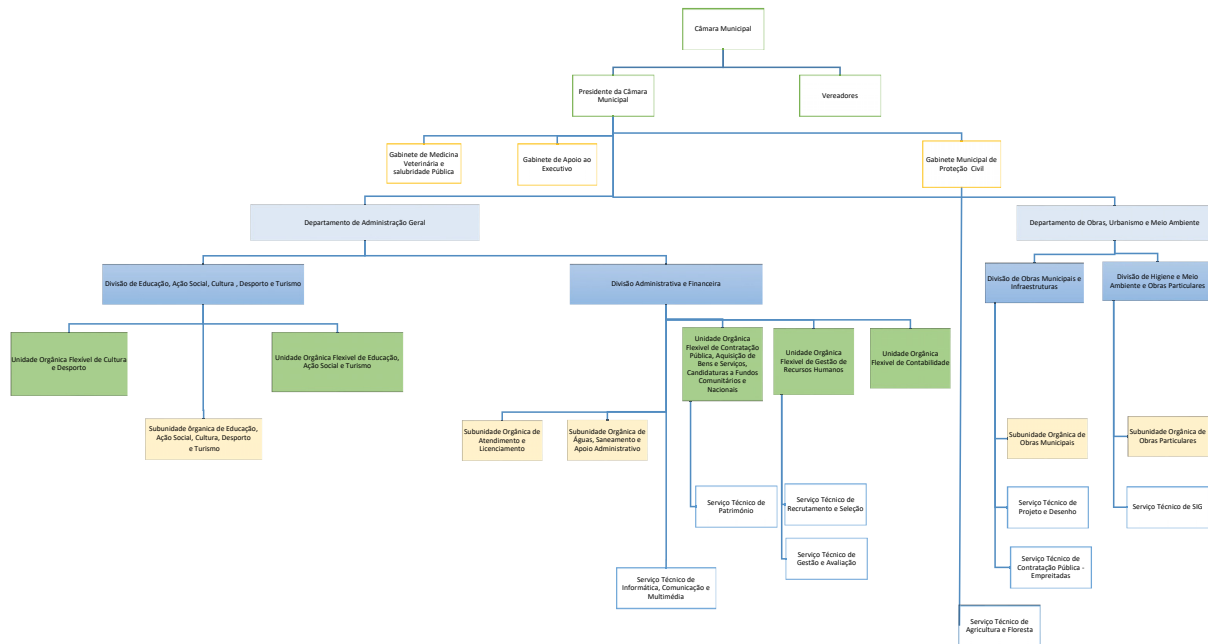 Câmara Municipal
Presidente da Câmara
Municipal
Vereadores
Gabinete de Medicina
Veterinária e
salubridade Pública
Gabinete de Apoio ao
Executivo
Gabinete Municipal de
Proteção Civil
Departamento de Administração Geral
Departamento de Obras, Urbanismo e Meio Ambiente
Divisão de Educação, Ação Social, Cultura , Desporto e Turismo
Divisão Administrativa e Financeira
Divisão de Obras Municipais e
Infraestruturas
Divisão de Higiene e Meio
Ambiente e Obras Particulares
Unidade Orgânica Flexível de Cultura
e Desporto
Unidade Orgânica Flexível de Educação,
Ação Social e Turismo
Unidade Orgânica
Flexível de Contratação
Pública, Aquisição de
Bens e Serviços,
Candidaturas a Fundos
Comunitários e
Nacionais
Unidade Orgânica
Flexível de Gestão de
Recursos Humanos
Unidade Orgânica
Flexível de Contabilidade
Subunidade ôrganica de Educação,
Ação Social, Cultura, Desporto
e Turismo
Subunidade Orgânica de
Atendimento e
Licenciamento
Subunidade Orgânica de
Águas, Saneamento e
Apoio Administrativo
Subunidade Orgânica de
Obras Municipais
Subunidade Orgânica de
Obras Particulares
Serviço Técnico de
Património
Serviço Técnico de
Recrutamento e Seleção
Serviço Técnico de
Projeto e Desenho
Serviço Técnico de SIG
Serviço Técnico de
Gestão e Avaliação
Serviço Técnico de
Contratação Pública -
Empreitadas
Serviço Técnico de
Informática, Comunicação e
Multimédia
Serviço Técnico de
Agricultura e Floresta